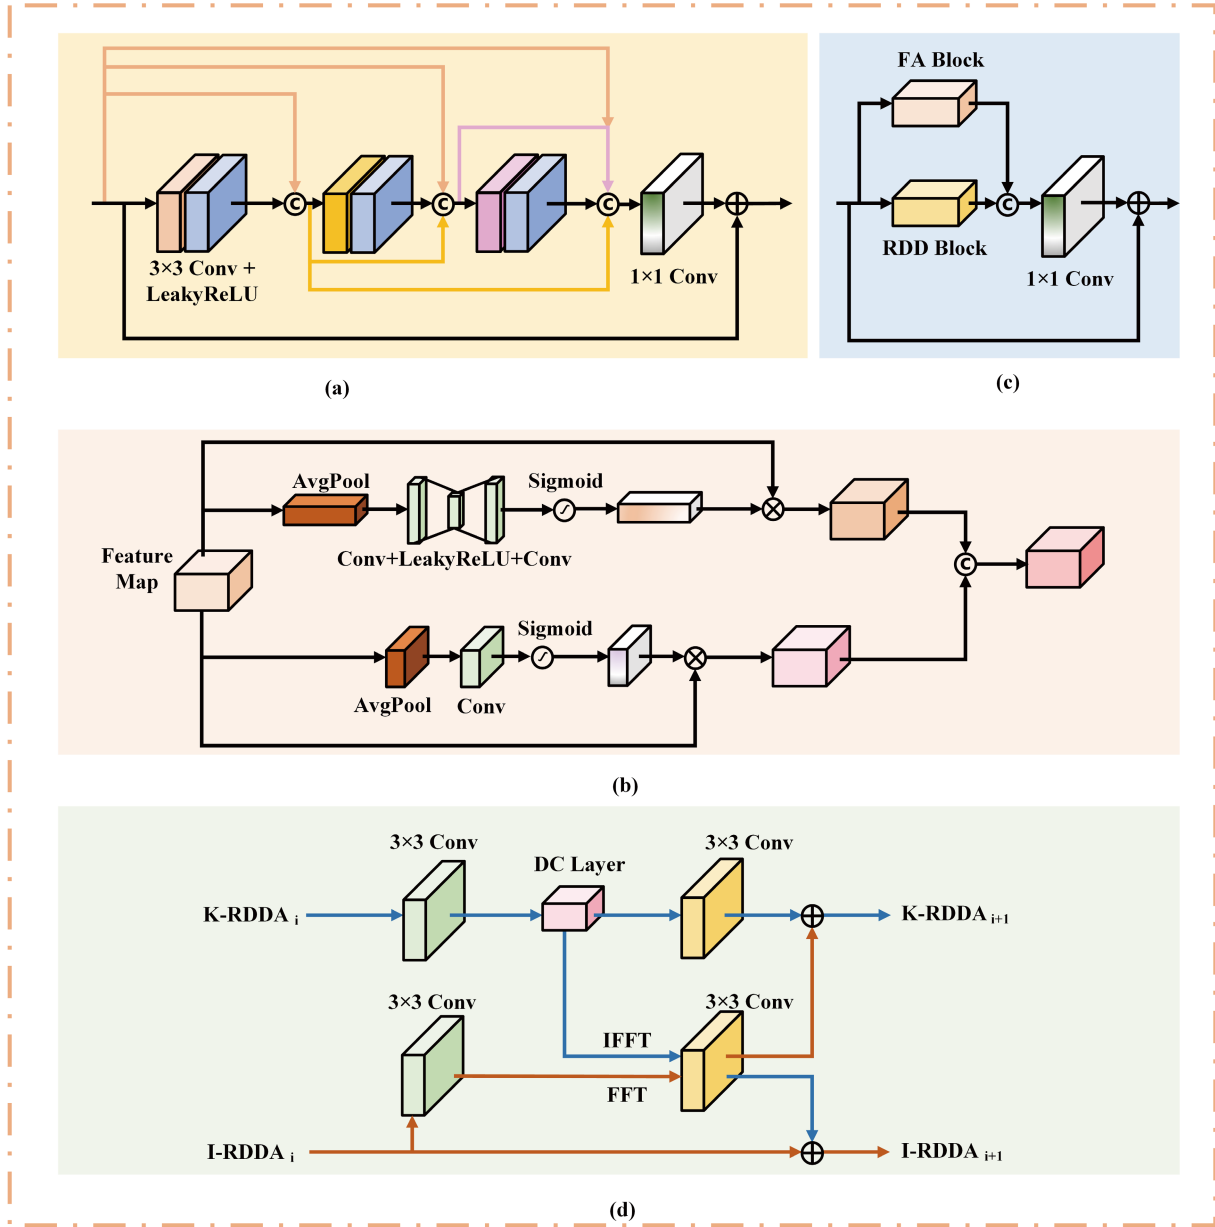 3×3 Conv +
LeakyReLU
1×1 Conv
C
C
C
(a)
FA Block
RDD Block
C
1×1 Conv
(c)
AvgPool
Sigmoid
Conv+LeakyReLU+Conv
Feature
Map
C
Sigmoid
AvgPool
Conv
(b)
3×3 Conv
DC Layer
3×3 Conv
K-RDDA i
K-RDDA i+1
3×3 Conv
3×3 Conv
IFFT
FFT
I-RDDA i
I-RDDA i+1
(d)